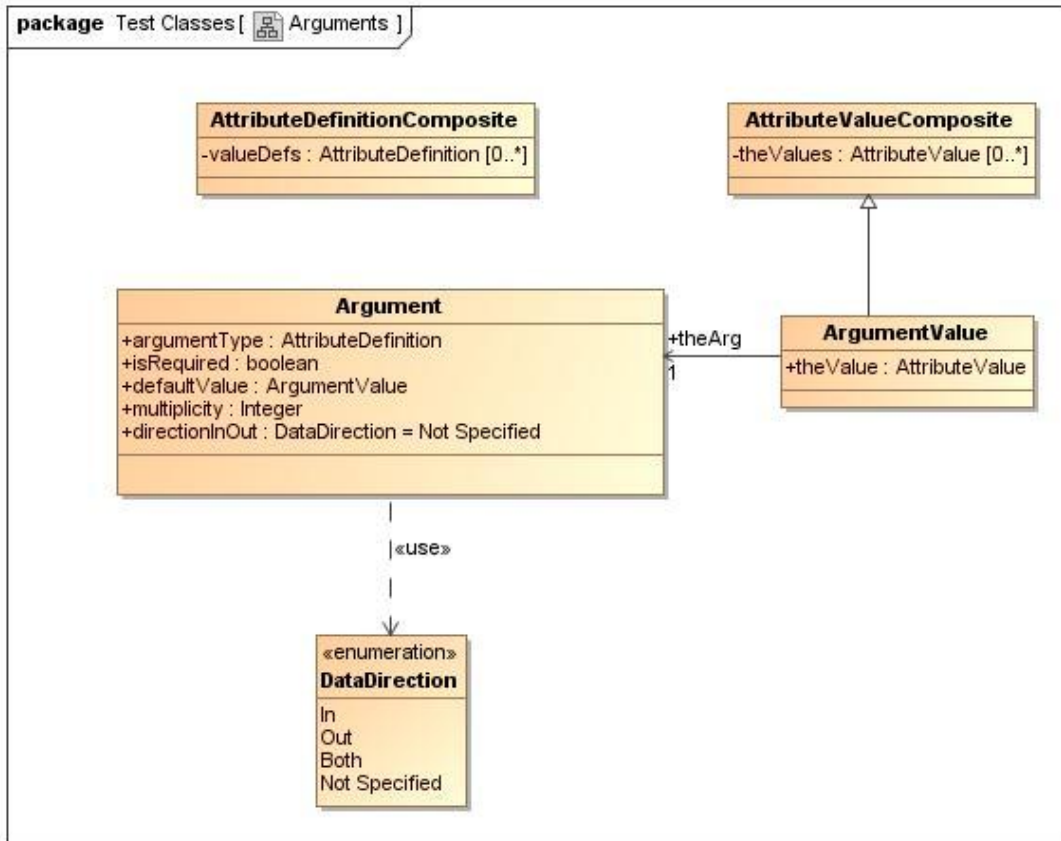 package Test Classes [ Arguments ]
AttributeDefinitionComposite
-valueDefs : AttributeDefinition [0..*]
AttributeValueComposite
-theValues : AttributeValue [0..*]
Argument
+argumentType : AttributeDefinition
+isRequired : boolean
+defaultValue : ArgumentValue
+multiplicity : Integer
+directionInOut : DataDirection = Not Specified
+theArg
1
ArgumentValue
+theValue : AttributeValue
«use»
«enumeration»
DataDirection
In
Out
Both
Not Specified